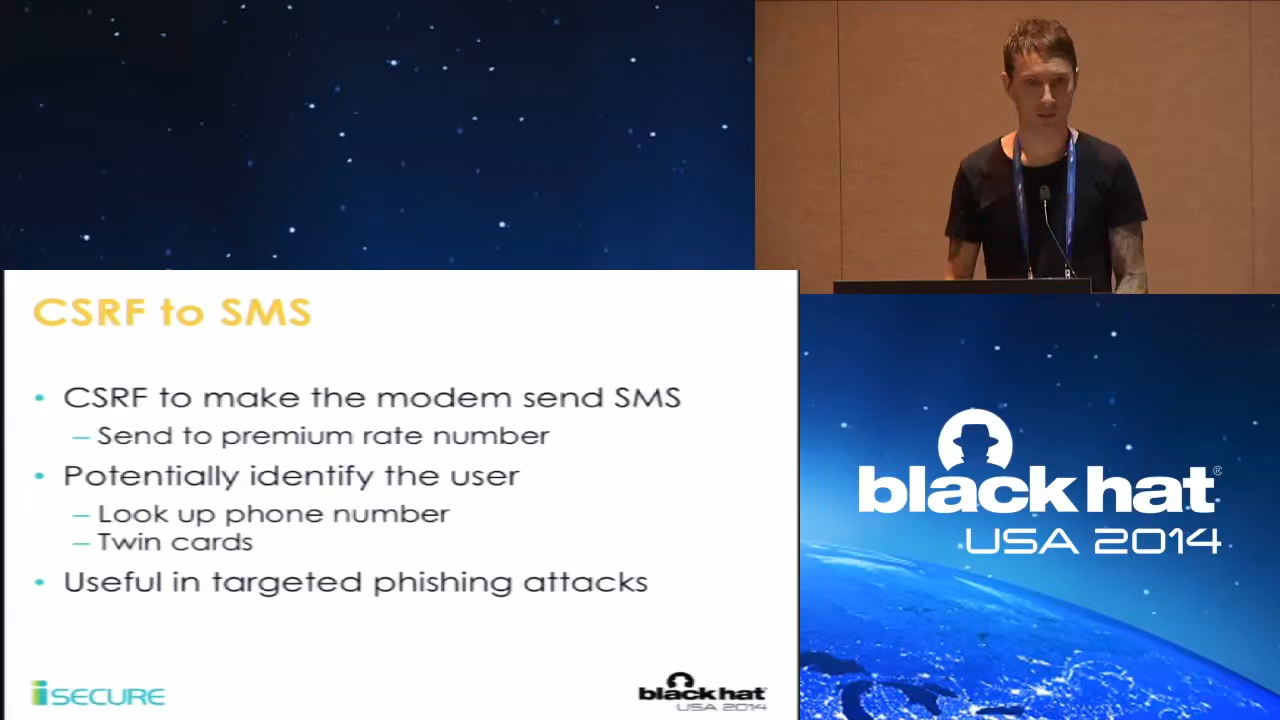 CSRF to SMS
• CSRF to make the modem send SMS
– Send to premium rate number
• Potentially identify the user
– Look up phone number
– Twin cards
• Useful in targeted phishing attacks
iSECURE
black hat
USA 2014
black hat®
USA 2014